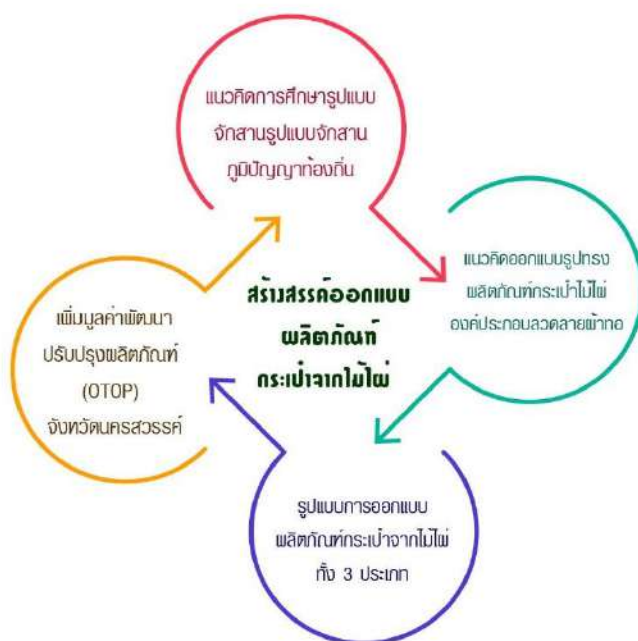 แนวคิดการศึกษารูปแบบ
จักสานรูปแบบจักสาน
ภูมิปัญญาท้องถิ่น
แนวคิดออกแบบรูปทรง
ผลิตภัณฑ์กระเป๋าไม้ไผ่
องค์ประกอบลวดลายผ้าทอ
สร้างสรรค์ออกแบบ
ผลิตภัณฑ์
กระเป๋าจากไม้ไผ่
เพิ่มมูลค่าพัฒนา
ปรับปรุงผลิตภัณฑ์
(OTOP)
จังหวัดนครสวรรค์
รูปแบบการออกแบบ
ผลิตภัณฑ์กระเป๋าจากไม้ไผ่
ทั้ง 3 ประเภท